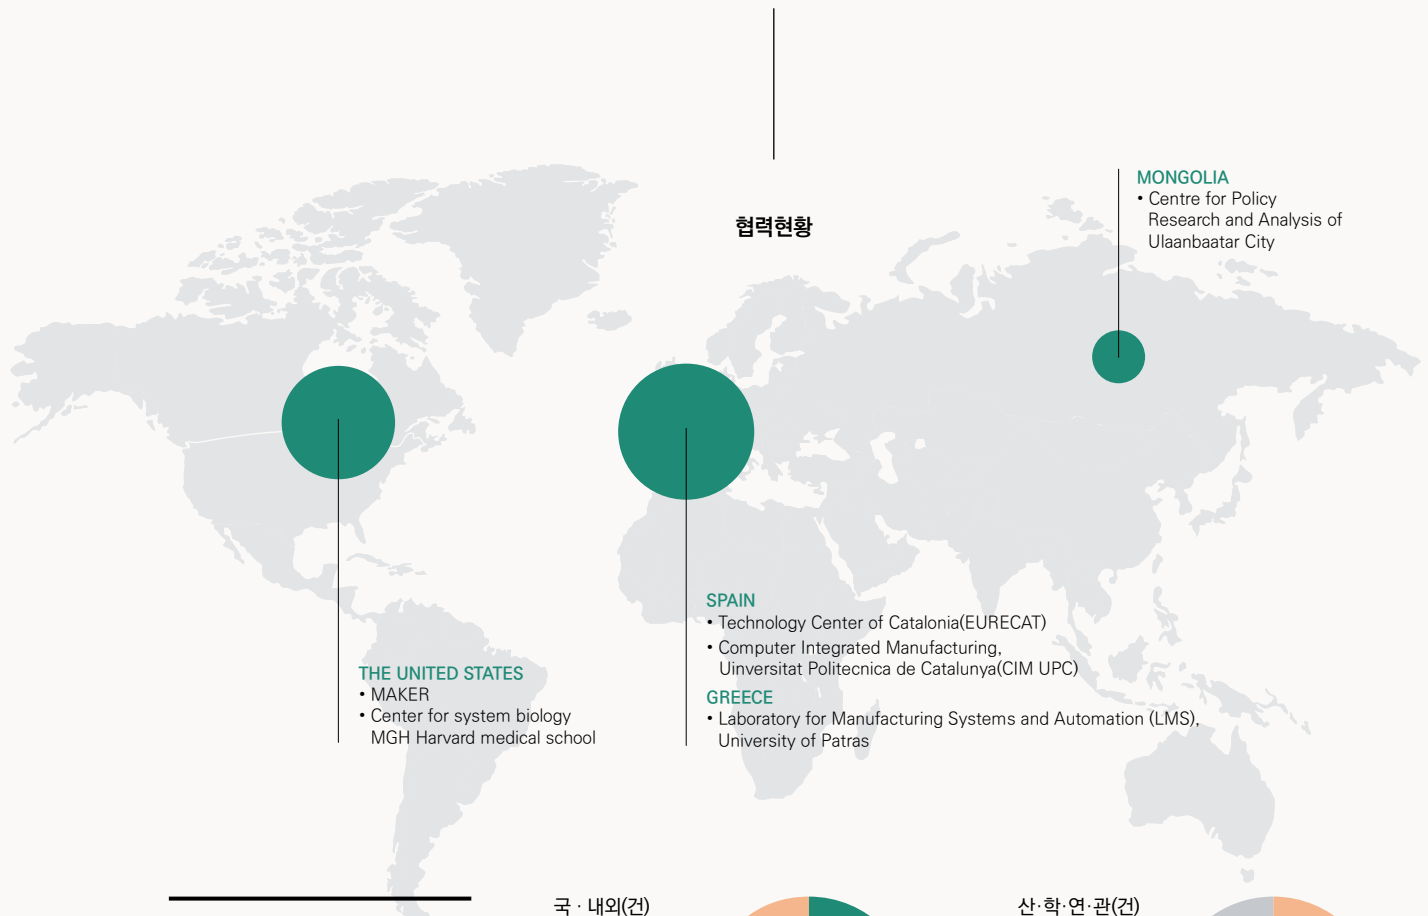 협력현황
MONGOLIA
• Centre for Policy
Research and Analysis of
Ulaanbaatar City
SPAIN
• Technology Center of Catalonia(EURECAT)
• Computer Integrated Manufacturing,
Uinversitat Politecnica de Catalunya(CIM UPC)
GREECE
• Laboratory for Manufacturing Systems and Automation (LMS),
University of Patras
THE UNITED STATES
• MAKER
• Center for system biology
MGH Harvard medical school
국 · 내외(건)
산·학·연·관(건)